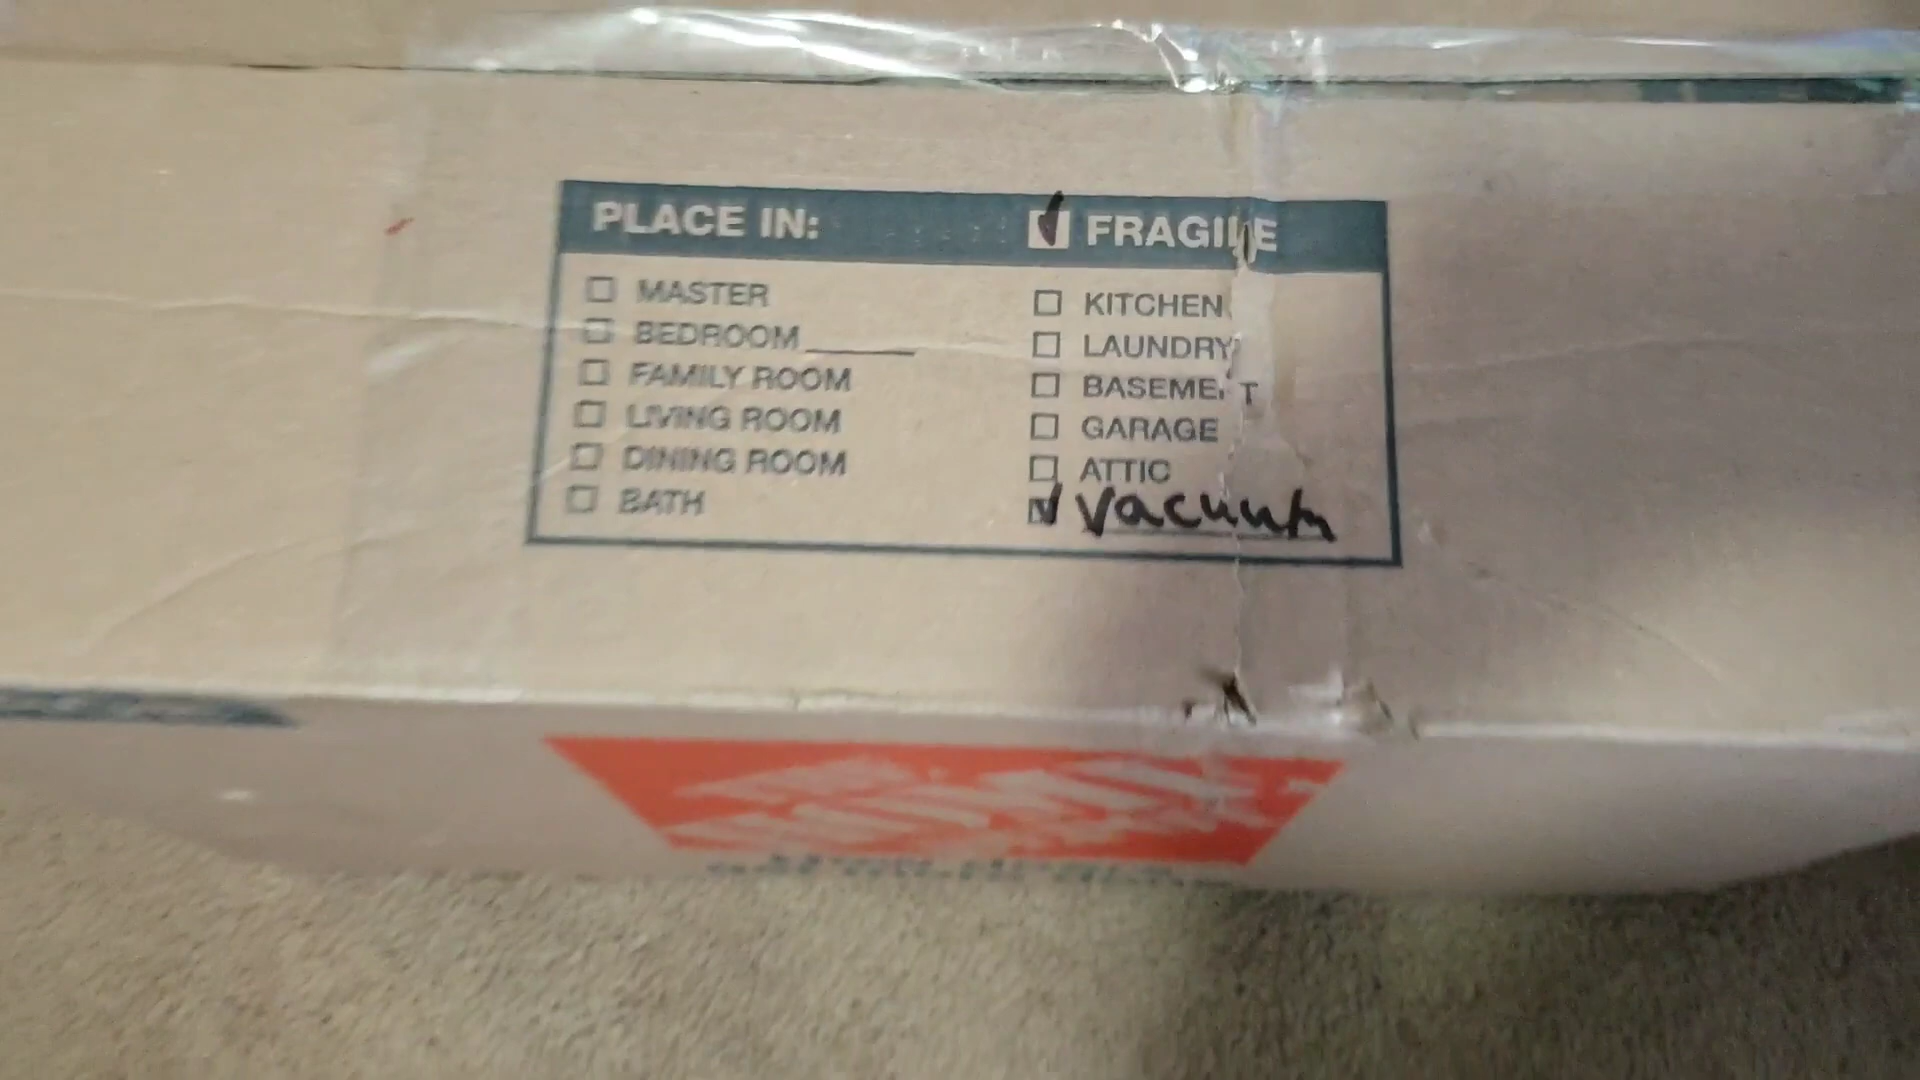 PLACE IN:
FRAGILE
MASTER
BEDROOM
FAMILY ROOM
LIVING ROOM
DINING ROOM
BATH
KITCHEN
LAUNDRY
BASEMENT
GARAGE
ATTIC
Vacuum